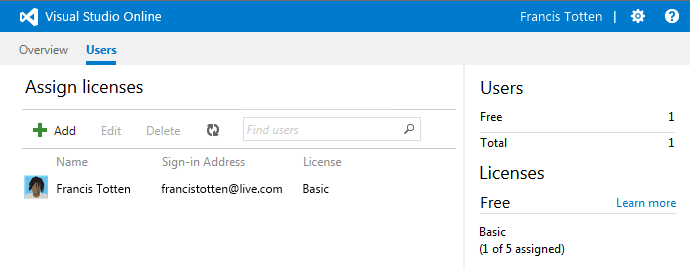 Visual Studio Online
Francis Totten |
Overview Users
Assign licenses
Add Edit Delete Find users
Name Sign-in Address License
Francis Totten francistotten@live.com Basic
Users
Free 1
Total 1
Licenses
Free Learn more
Basic
(1 of 5 assigned)